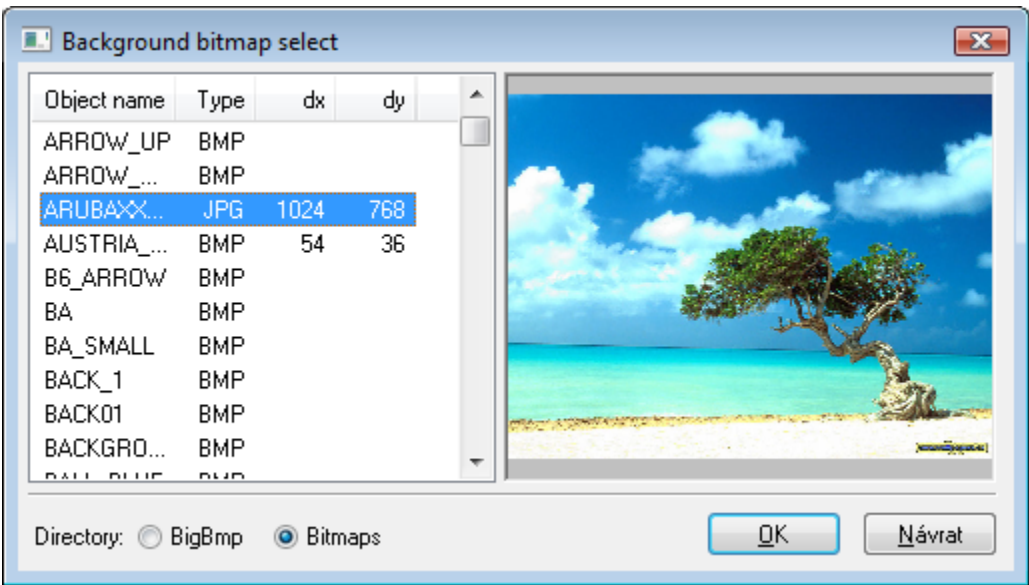 Background bitmap select
Object name Type dx dy
ARROW_UP BMP
ARROW_... BMP
ARUBAXX... JPG 1024 768
AUSTRIA_... BMP 54 36
B6_ARROW BMP
BA BMP
BA_SMALL BMP
BACK_1 BMP
BACK01 BMP
BACKGRO... BMP
Directory: BigBmp Bitmaps OK Návrat